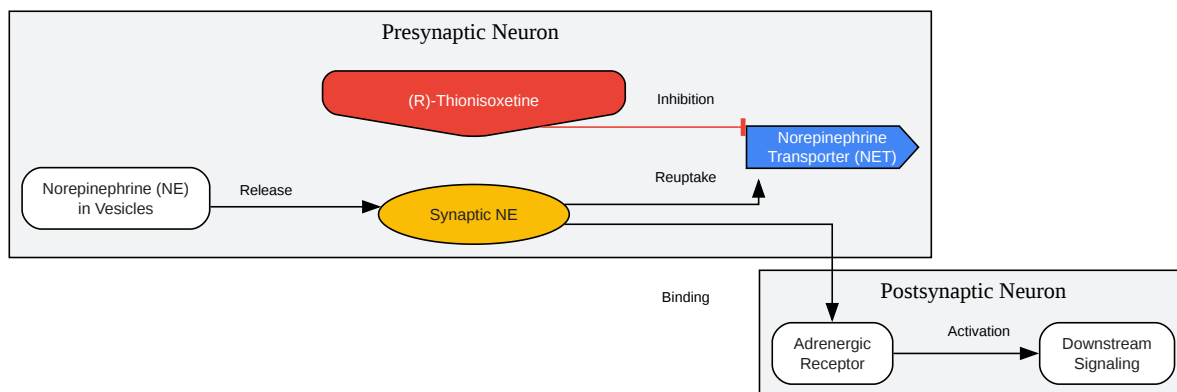 Presynaptic Neuron
(R)-Thionisoxetine
Inhibition
Norepinephrine
Transporter (NET)
Norepinephrine (NE)
in Vesicles
Release
Synaptic NE
Reuptake
Binding
Postsynaptic Neuron
Adrenergic
Receptor
Activation
Downstream
Signaling